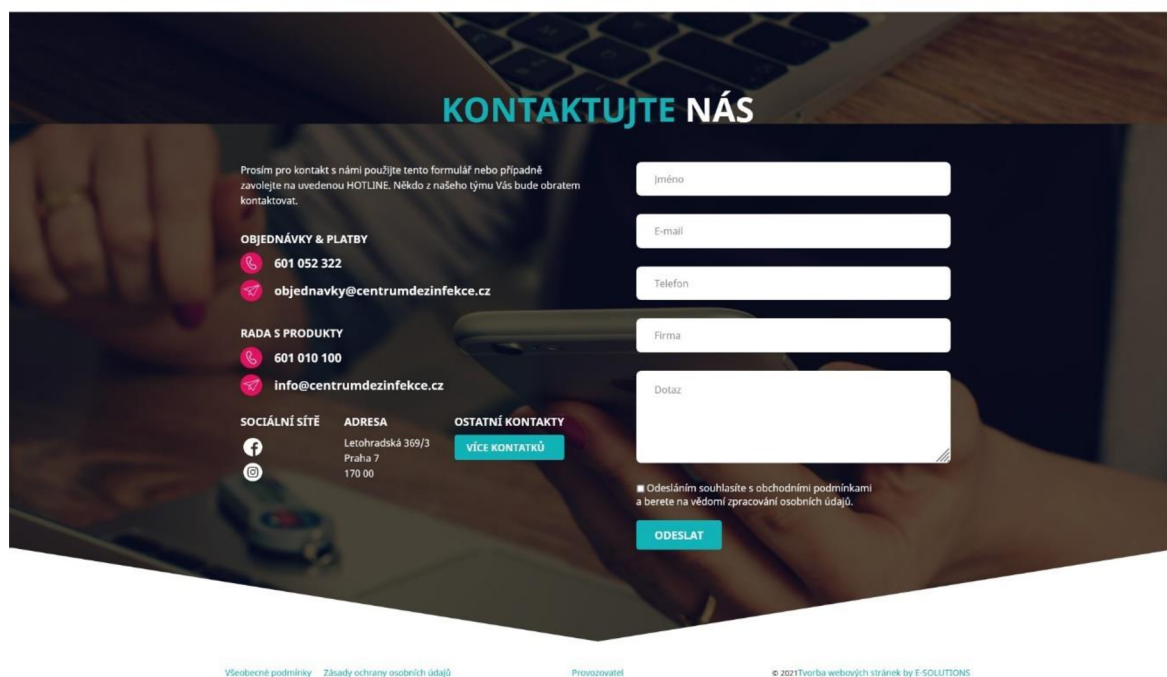 KONTAKTUJTE NÁS
Prosím pro kontakt s námi použijte tento formulář nebo případně
zavolejte na uvedenou HOTLINE. Někdo z našeho týmu Vás bude obratem
kontaktovat.
OBJEDNÁVKY & PLATBY
601 052 322
objednavky@centrumdezinfekce.cz
RADA S PRODUKTY
601 010 100
info@centrumdezinfekce.cz
SOCIÁLNÍ SÍTĚ
ADRESA
Letohradská 369/3
Praha 7
170 00
OSTATNÍ KONTAKTY
VÍCE KONTATKŮ
Jméno
E-mail
Telefon
Firma
Dotaz
Odesláním souhlasíte s obchodními podmínkami
a berete na vědomí zpracování osobních údajů.
ODESLAT
Všeobecné podmínky Zásady ochrany osobních údajů Provozovatel © 2021Tvorba webových stránek by E-SOLUTIONS